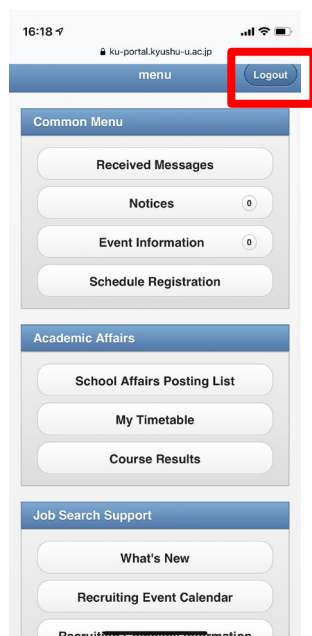 16:18
ku-portal.kyushu-u.ac.jp
menu
Logout
Common Menu
Received Messages
Notices 0
Event Information 0
Schedule Registration
Academic Affairs
School Affairs Posting List
My Timetable
Course Results
Job Search Support
What's New
Recruiting Event Calendar